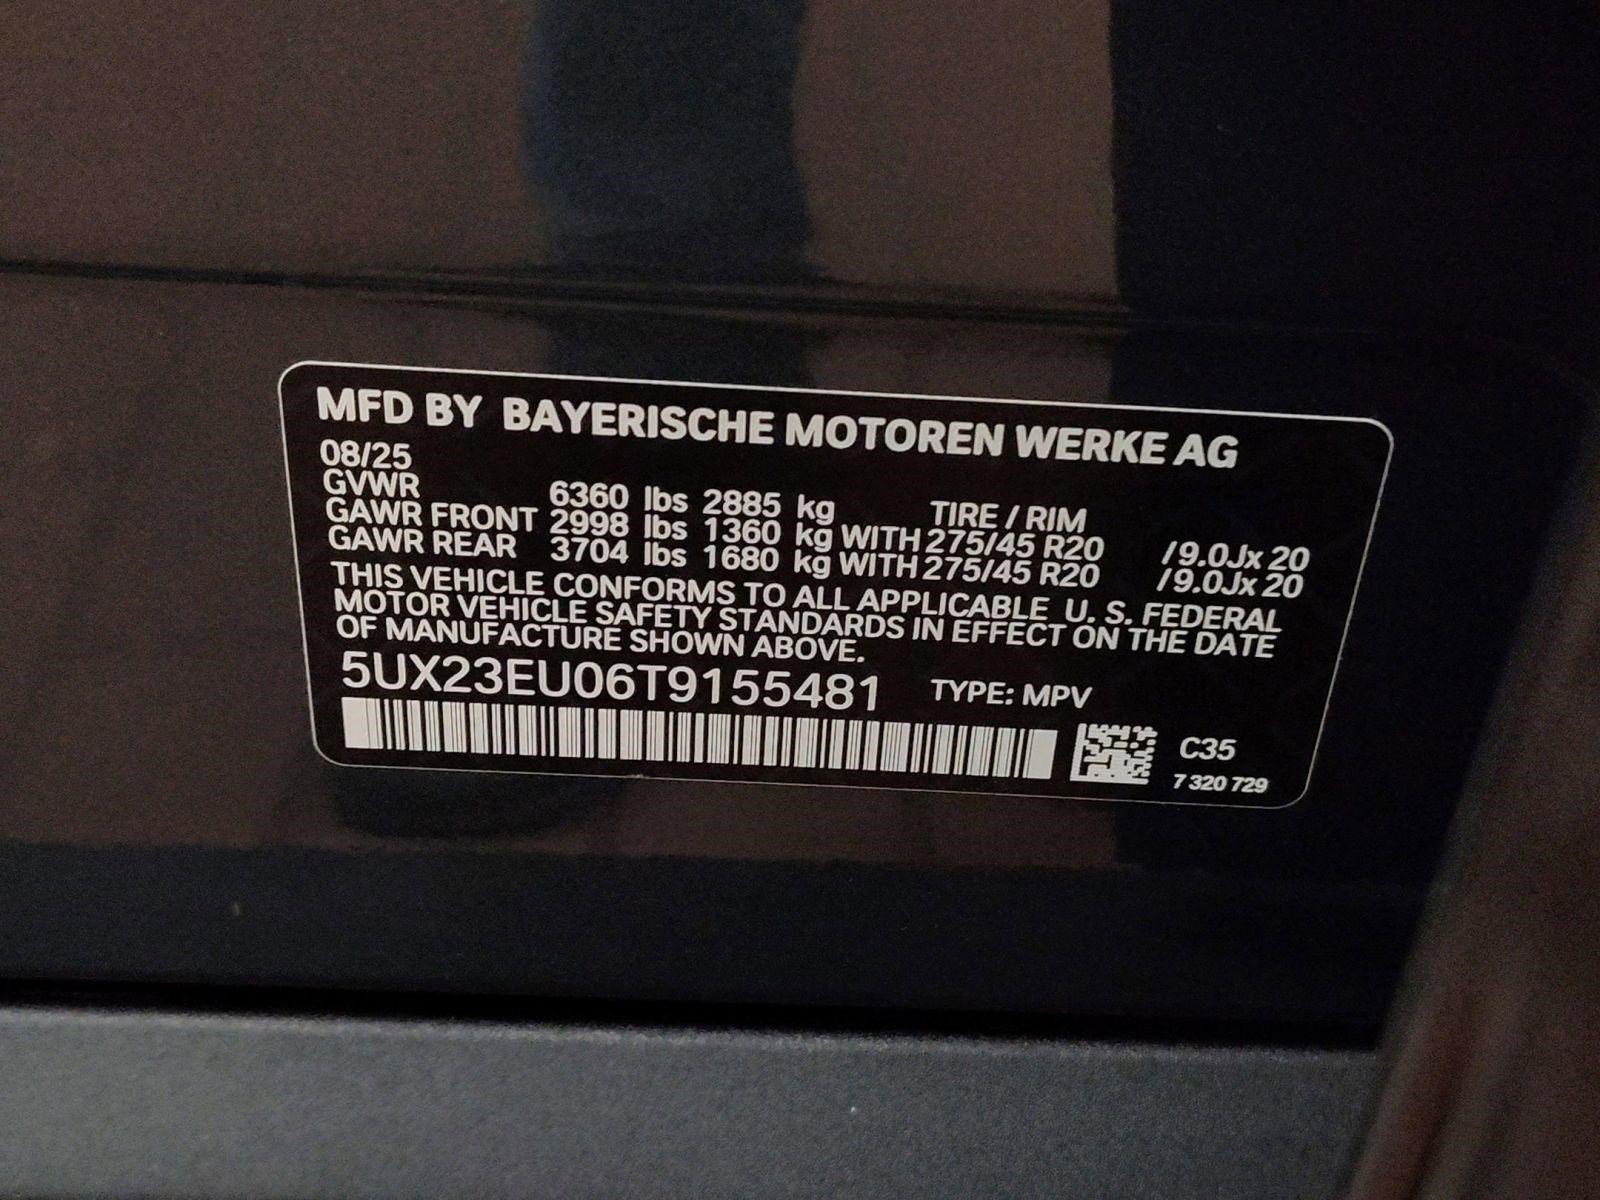 MFD BY BAYERISCHE MOTOREN WERKE AG
08/25
GVWR 6360 lbs 2885 kg TIRE / RIM
GAWR FRONT 2998 lbs 1360 kg WITH 275/45 R20 /9.0Jx 20
GAWR REAR 3704 lbs 1680 kg WITH 275/45 R20 /9.0Jx 20
THIS VEHICLE CONFORMS TO ALL APPLICABLE U. S. FEDERAL
MOTOR VEHICLE SAFETY STANDARDS IN EFFECT ON THE DATE
OF MANUFACTURE SHOWN ABOVE.
5UX23EU06T9155481 TYPE: MPV
C35
7 320 729